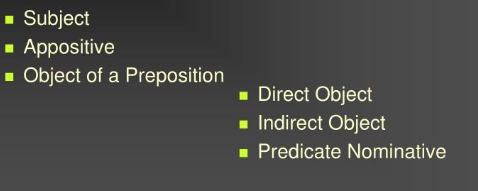 Subject
Appositive
Object of a Preposition
Direct Object
Indirect Object
Predicate Nominative